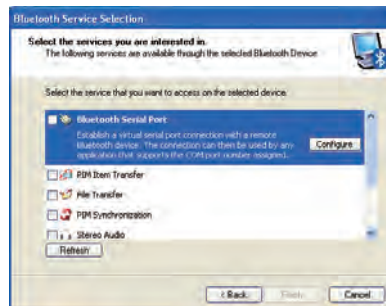 Bluetooth Service Selection
Select the services you are interested in.
The following services are available through the selected Bluetooth Device
Select the service that you want to access on the selected device.
Bluetooth Serial Port
Establish a virtual serial port connection with a remote
Bluetooth device. The connection can then be used by any
application that supports the COM port number assigned.
Configure
PIM Item Transfer
File Transfer
PIM Synchronization
Stereo Audio
Refresh
< Back
Finish
Cancel